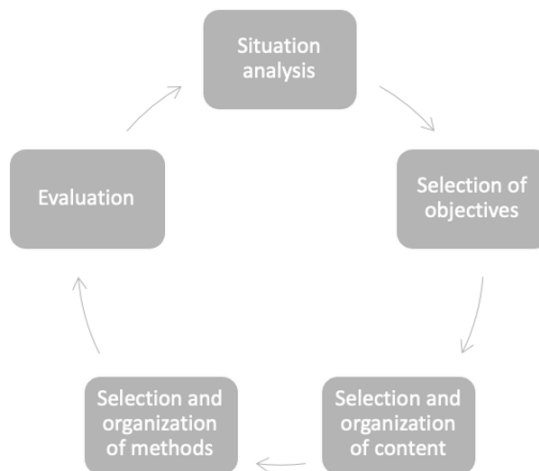 Situation
analysis
Selection of
objectives
Selection and
organization
of content
Selection and
organization
of methods
Evaluation